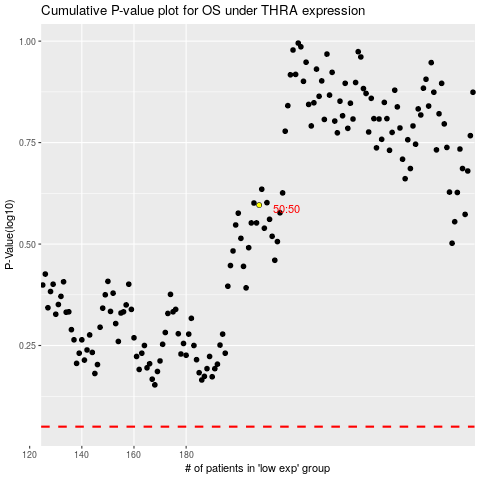 Cumulative P-value plot for OS under THRA expression
1.00
0.75
0.50
0.25
P-Value(log10)
50:50
120 140 160 180
# of patients in 'low exp' group